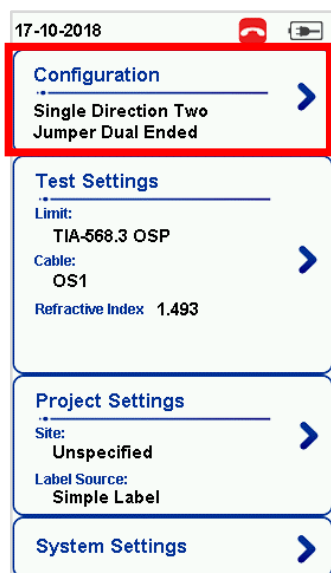 17-10-2018
Configuration
Single Direction Two
Jumper Dual Ended
Test Settings
Limit:
TIA-568.3 OSP
Cable:
OS1
Refractive Index 1.493
Project Settings
Site:
Unspecified
Label Source:
Simple Label
System Settings